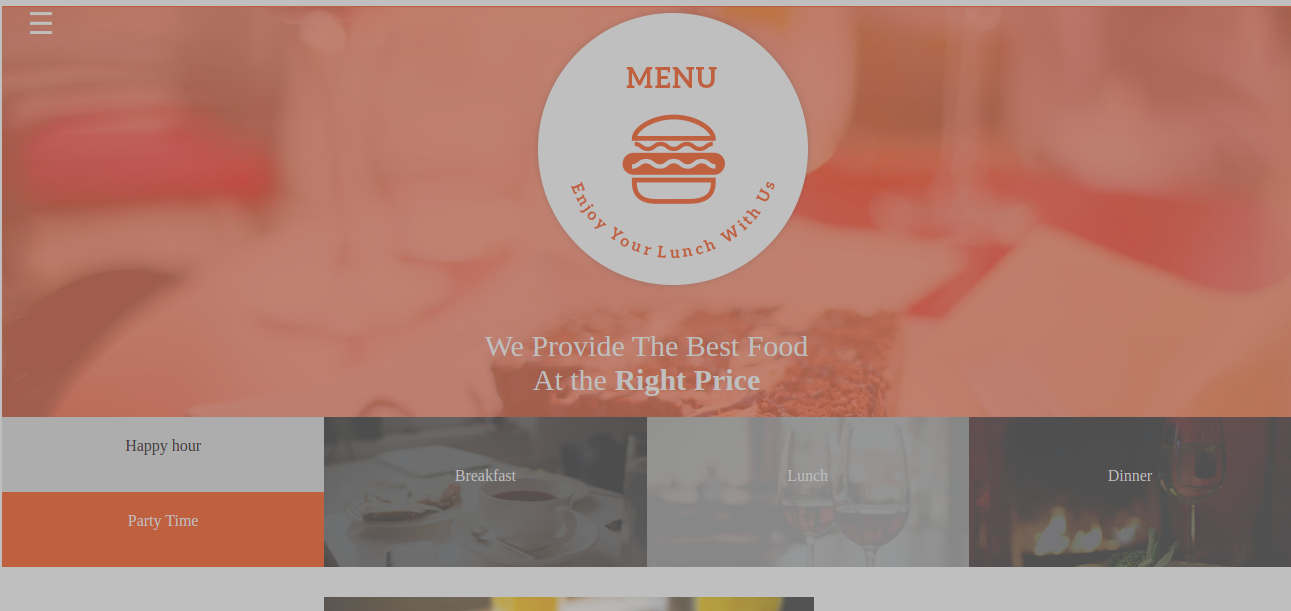 MENU
Enjoy Your Lunch With Us
We Provide The Best Food
At the Right Price
Happy hour
Party Time
Breakfast
Lunch
Dinner